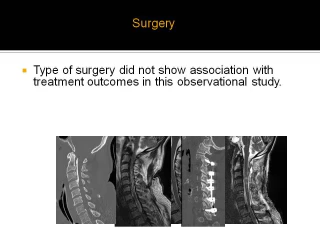 Surgery
Type of surgery did not show association with
treatment outcomes in this observational study.